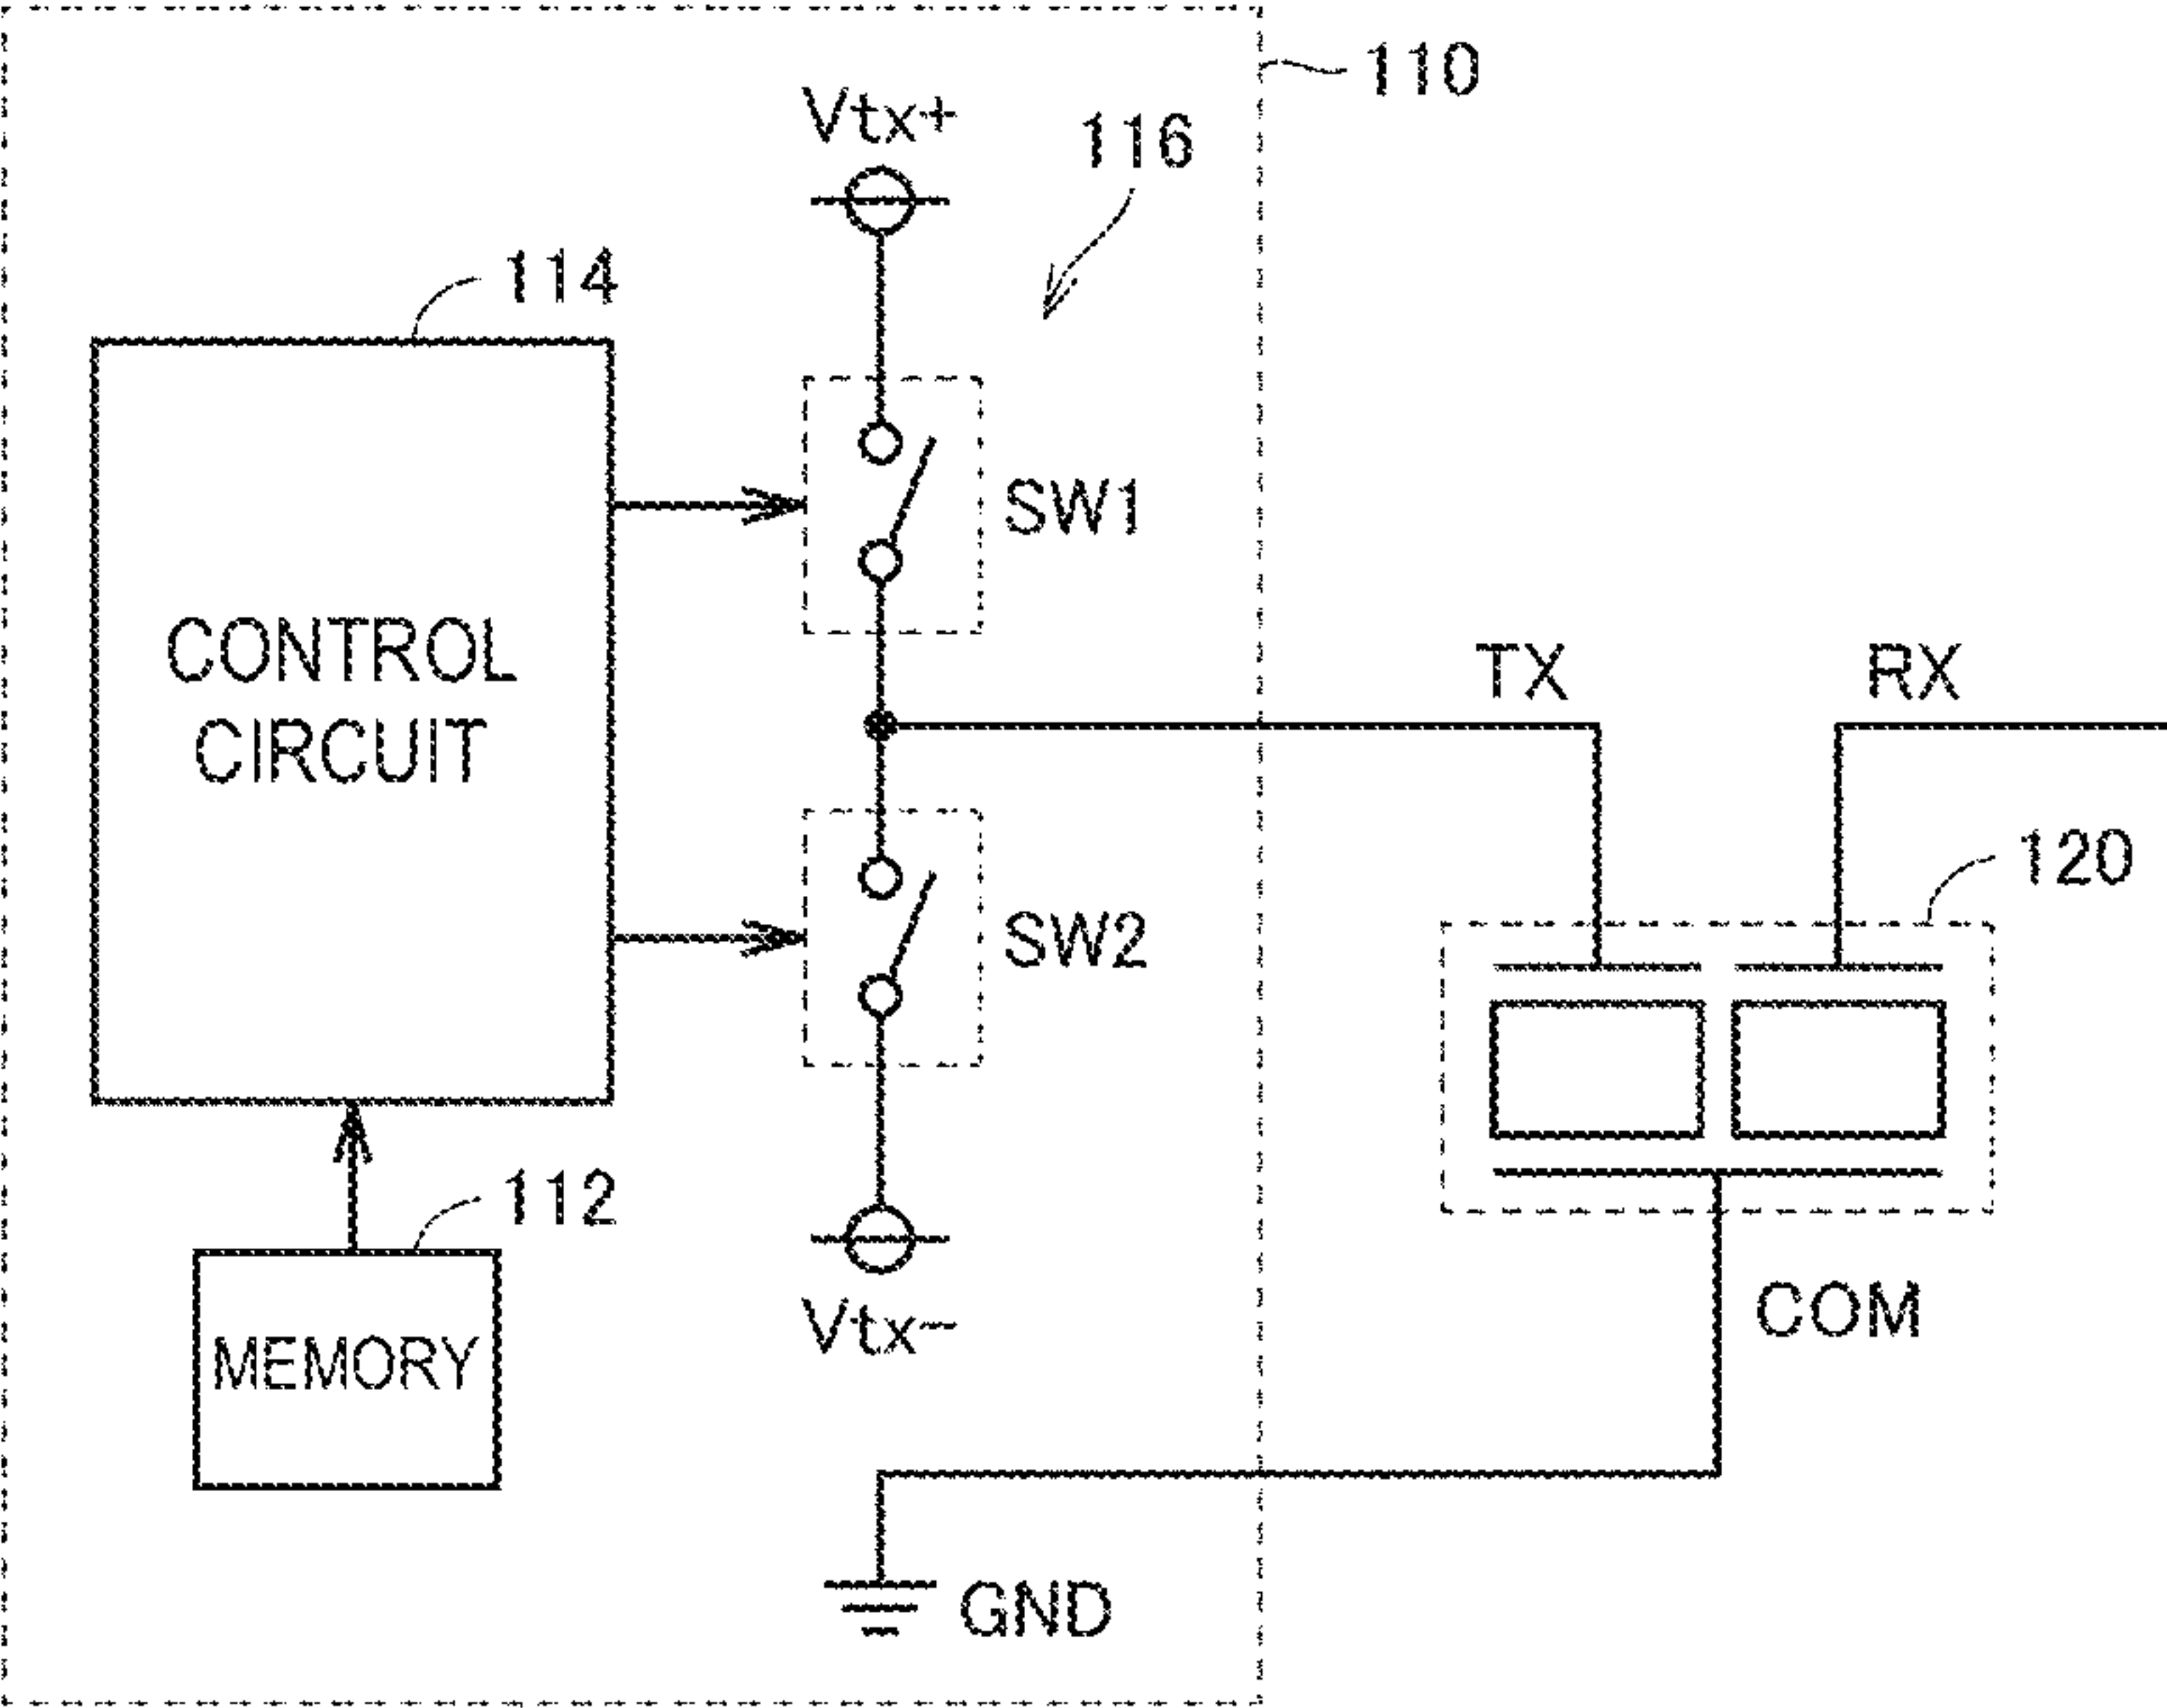 110
Vtx+
116
114
SW1
CONTROL
CIRCUIT
TX
RX
120
SW2
112
MEMORY
Vtx−
COM
GND